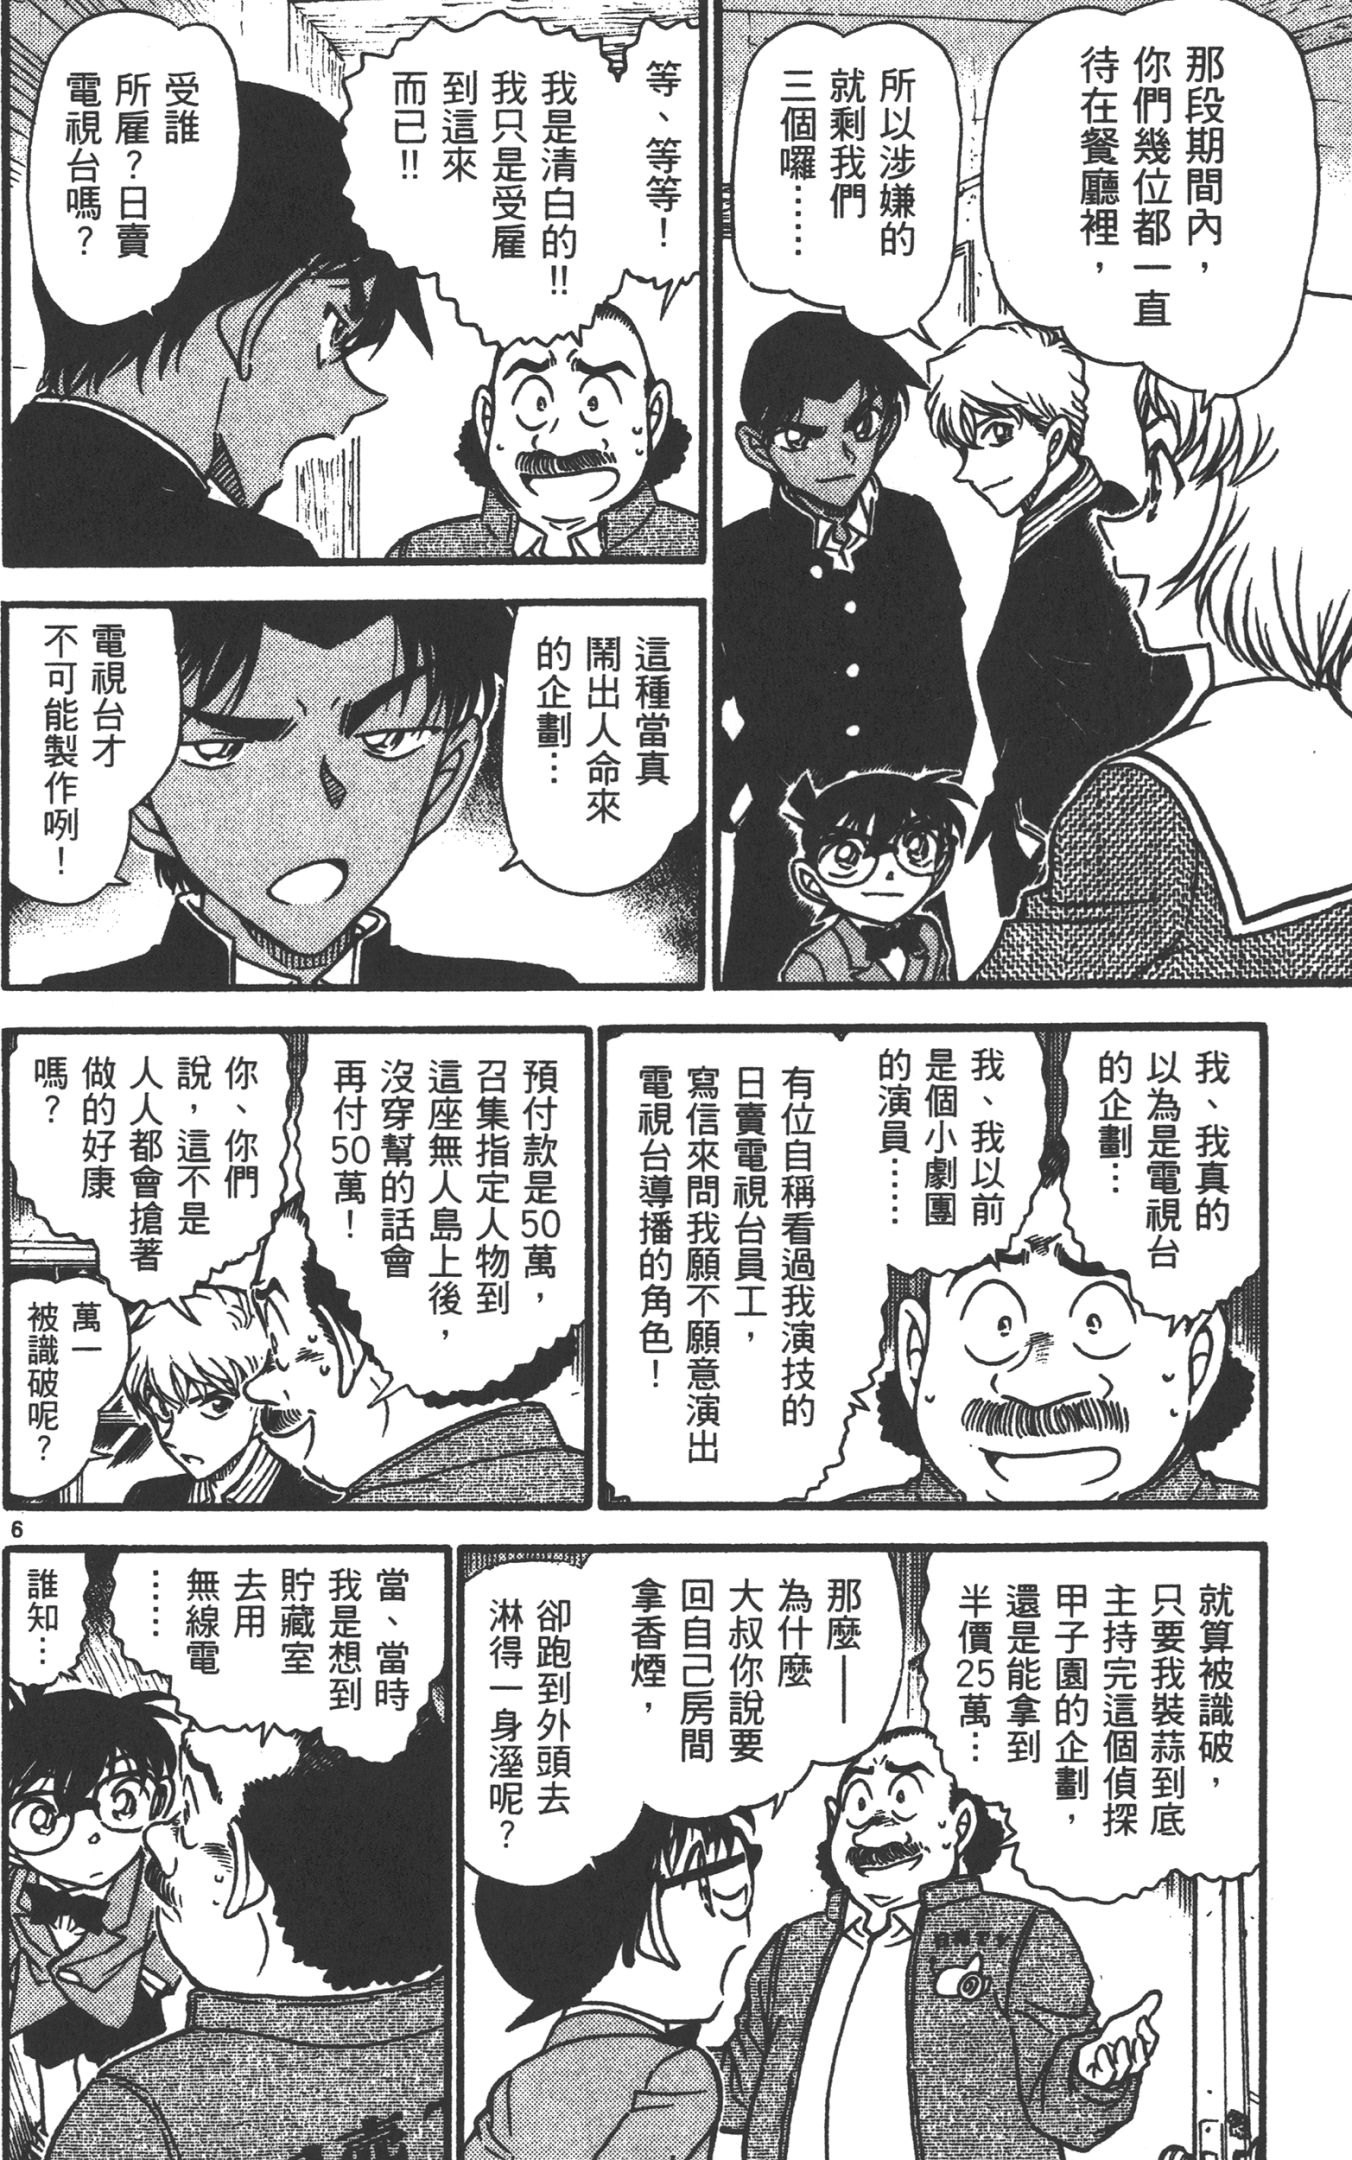 那段期間內，
你們幾位都一直
待在餐廳裡，
所以涉嫌的
就剩我們
三個囉……
等、等等！
我是清白的!!
我只是受雇
到這來
而已!!
受誰
所雇？日賣
電視台嗎？
這種當真
鬧出人命來
的企劃…
電視台才
不可能製作咧！
我、我真的
以為是電視台
的企劃…
我、我以前
是個小劇團
的演員……
有位自稱看過我演技的
日賣電視台員工，
寫信來問我願不願意演出
電視台導播的角色！
預付款是50萬，
召集指定人物到
這座無人島上後，
沒穿幫的話會
再付50萬！
你、你們
說，這不是
人人都會搶著
做的好康
嗎？
萬一
被識破呢？
就算被識破，
只要我裝蒜到底
主持完這個偵探
甲子園的企劃，
還是能拿到
半價25萬…
那麼——
為什麼
大叔你說要
回自己房間
拿香煙，
卻跑到外頭去
淋得一身溼呢？
當、當時
我是想到
貯藏室
去用
無線電
……
誰知…
6